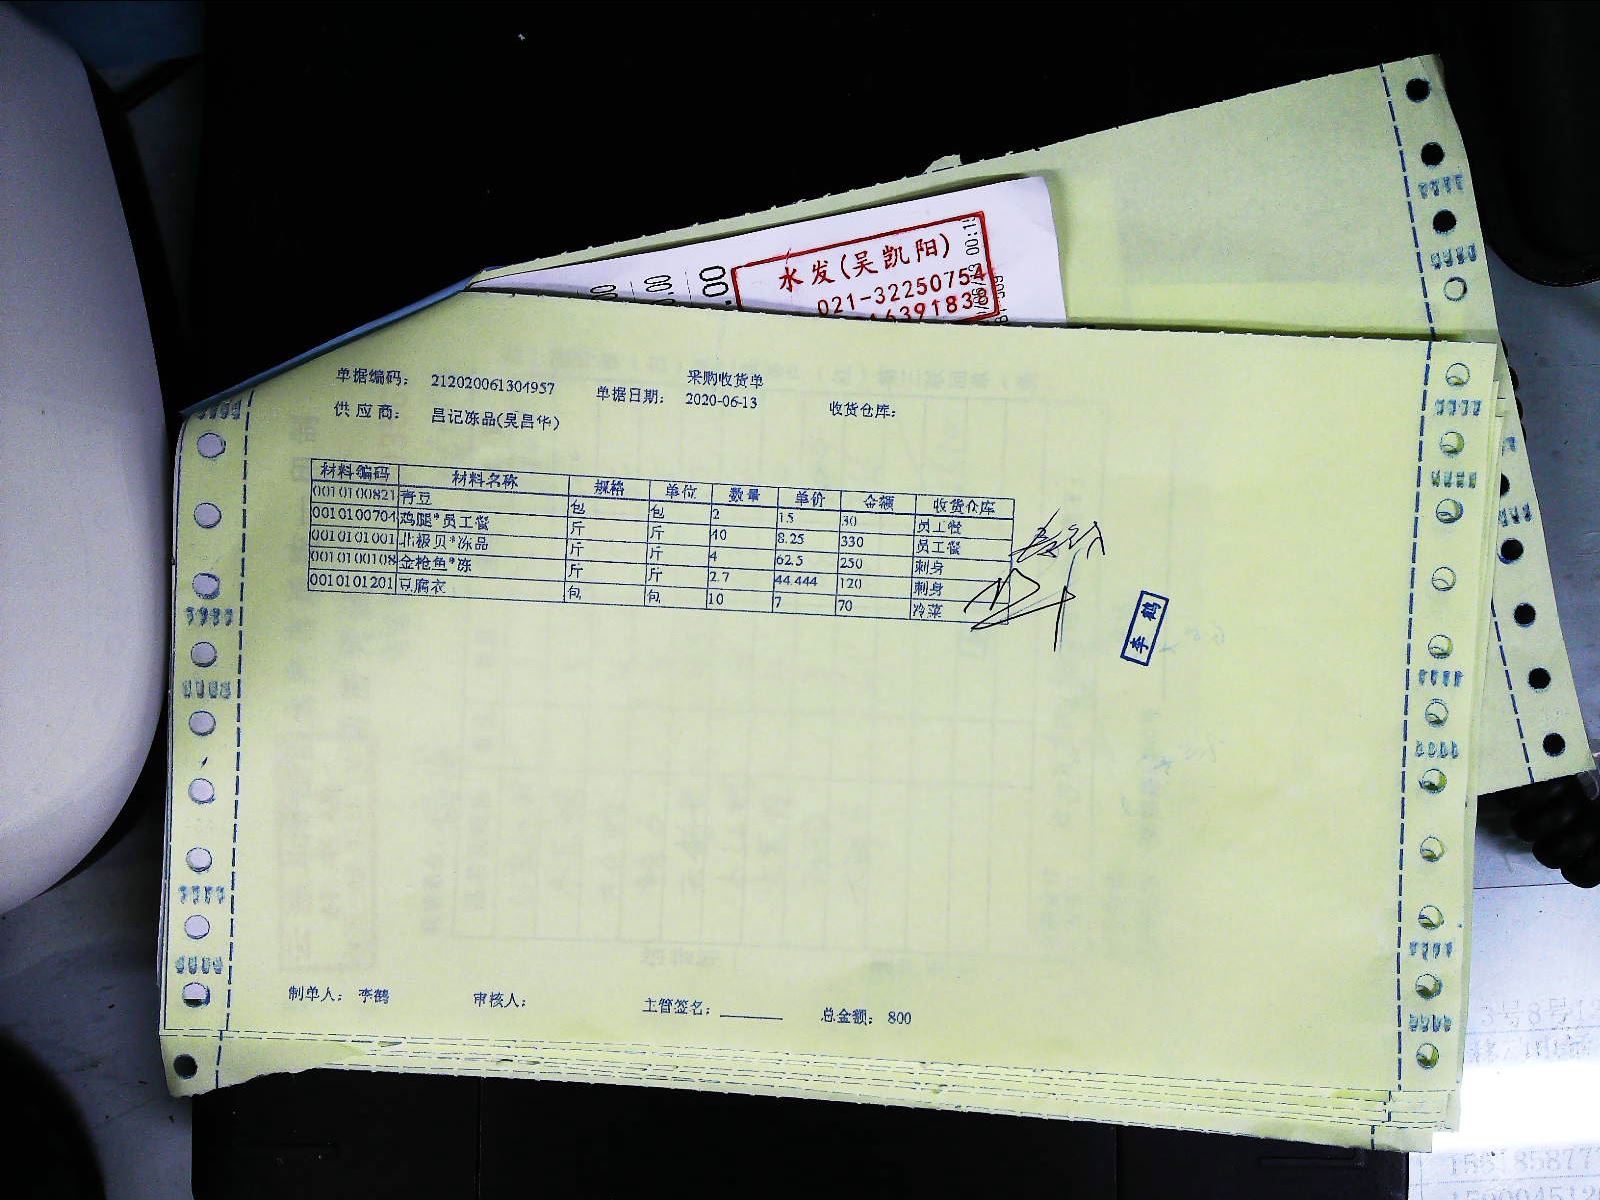 水发(吴凯阳)
021-32250754
采购收货单
单据编码： 212020061304957 单据日期： 2020-06-13 收货仓库：
供 应 商： 昌记冻品(吴昌华)
材料编码 材料名称 规格 单位 数量 单价 金额 收货仓库
0010100821 青豆 包 包 2 15 30 员工餐
0010100704 鸡腿*员工餐 斤 斤 40 8.25 330 员工餐
0010101001 北极贝*冻品 斤 斤 4 62.5 250 刺身
0010100108 金枪鱼*冻 斤 斤 2.7 44.444 120 刺身
0010101201 豆腐衣 包 包 10 7 70 冷菜
李鹤
制单人： 李鹤 审核人： 主管签名： 总金额： 800